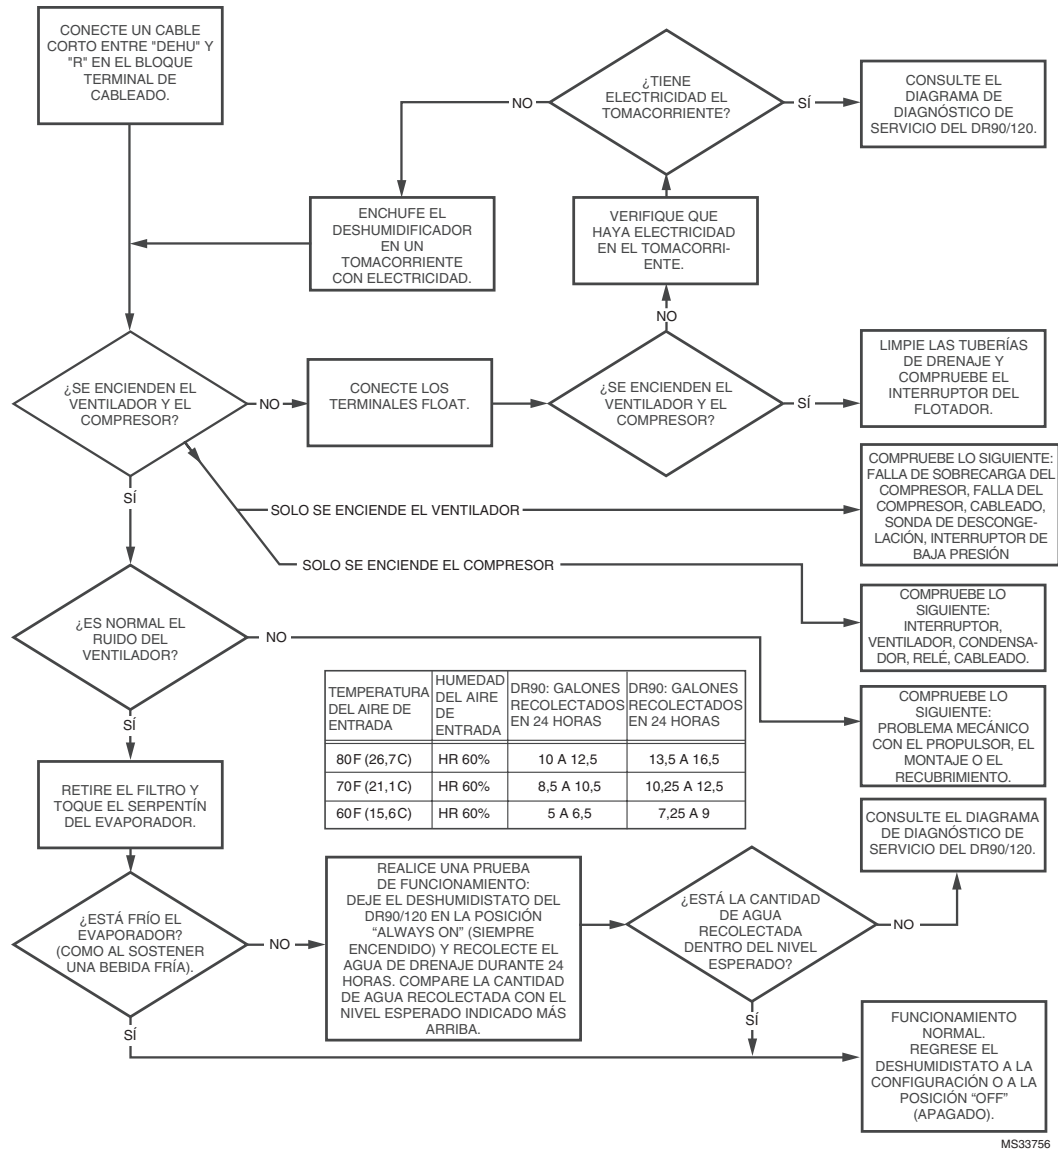 CONECTE UN CABLE
CORTO ENTRE "DEHU" Y
"R" EN EL BLOQUE
TERMINAL DE
CABLEADO.
¿TIENE
ELECTRICIDAD EL
TOMACORRIENTE?
NO
SÍ
CONSULTE EL
DIAGRAMA DE
DIAGNÓSTICO DE
SERVICIO DEL DR90/120.
ENCHUFE EL
DESHUMIDIFICADOR
EN UN
TOMACORRIENTE
CON ELECTRICIDAD.
VERIFIQUE QUE
HAYA ELECTRICIDAD
EN EL TOMACORRI-
ENTE.
NO
¿SE ENCIENDEN EL
VENTILADOR Y EL
COMPRESOR?
NO
CONECTE LOS
TERMINALES FLOAT.
¿SE ENCIENDEN EL
VENTILADOR Y EL
COMPRESOR?
SÍ
LIMPIE LAS TUBERÍAS
DE DRENAJE Y
COMPRUEBE EL
INTERRUPTOR DEL
FLOTADOR.
SÍ
SOLO SE ENCIENDE EL VENTILADOR
COMPRUEBE LO SIGUIENTE:
FALLA DE SOBRECARGA DEL
COMPRESOR, FALLA DEL
COMPRESOR, CABLEADO,
SONDA DE DESCONGE-
LACIÓN, INTERRUPTOR DE
BAJA PRESIÓN
SOLO SE ENCIENDE EL COMPRESOR
COMPRUEBE LO
SIGUIENTE:
INTERRUPTOR,
VENTILADOR, CONDENSA-
DOR, RELÉ, CABLEADO.
¿ES NORMAL EL
RUIDO DEL
VENTILADOR?
NO
COMPRUEBE LO
SIGUIENTE:
PROBLEMA MECÁNICO
CON EL PROPULSOR, EL
MONTAJE O EL
RECUBRIMIENTO.
SÍ
TEMPERATURA
DEL AIRE DE
ENTRADA
HUMEDAD
DEL AIRE
DE
ENTRADA
DR90: GALONES
RECOLECTADOS
EN 24 HORAS
DR90: GALONES
RECOLECTADOS
EN 24 HORAS
80 F (26,7 C) HR 60% 10 A 12,5 13,5 A 16,5
70 F (21,1 C) HR 60% 8,5 A 10,5 10,25 A 12,5
60 F (15,6 C) HR 60% 5 A 6,5 7,25 A 9
RETIRE EL FILTRO Y
TOQUE EL SERPENTÍN
DEL EVAPORADOR.
CONSULTE EL DIAGRAMA
DE DIAGNÓSTICO DE
SERVICIO DEL DR90/120.
¿ESTÁ FRÍO EL
EVAPORADOR?
(COMO AL SOSTENER
UNA BEBIDA FRÍA).
NO
REALICE UNA PRUEBA
DE FUNCIONAMIENTO:
DEJE EL DESHUMIDISTATO DEL
DR90/120 EN LA POSICIÓN
“ALWAYS ON” (SIEMPRE
ENCENDIDO) Y RECOLECTE EL
AGUA DE DRENAJE DURANTE 24
HORAS. COMPARE LA CANTIDAD
DE AGUA RECOLECTADA CON EL
NIVEL ESPERADO INDICADO MÁS
ARRIBA.
¿ESTÁ LA CANTIDAD
DE AGUA
RECOLECTADA
DENTRO DEL NIVEL
ESPERADO?
NO
SÍ
SÍ
FUNCIONAMIENTO
NORMAL.
REGRESE EL
DESHUMIDISTATO A LA
CONFIGURACIÓN O A LA
POSICIÓN “OFF”
(APAGADO).
MS33756